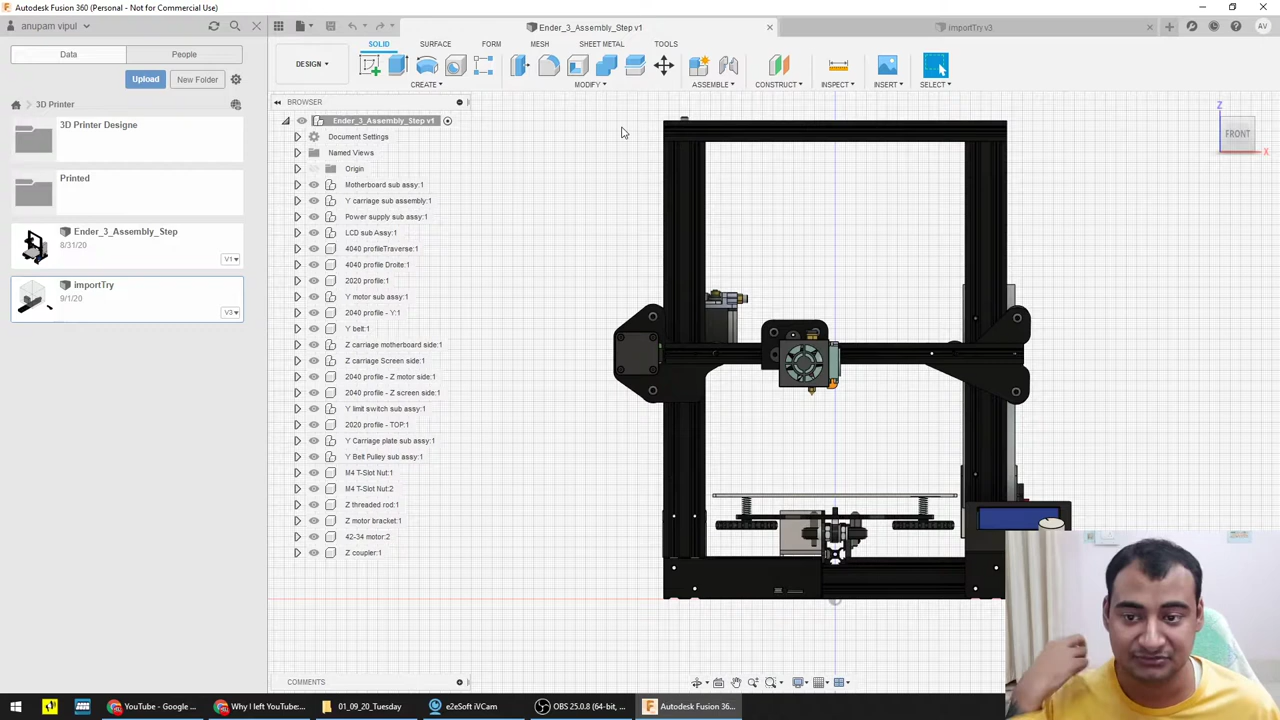 Autodesk Fusion 360 (Personal - Not for Commercial Use)
anupam vipul
Ender_3_Assembly_Step v1
importTry v3
AV
Data
People
Upload
New Folder
3D Printer
3D Printer Designe
Printed
Ender_3_Assembly_Step
8/31/20
V1
importTry
9/1/20
V3
SOLID
SURFACE
FORM
MESH
SHEET METAL
TOOLS
DESIGN
CREATE
MODIFY
ASSEMBLE
CONSTRUCT
INSPECT
INSERT
SELECT
BROWSER
Ender_3_Assembly_Step v1
Document Settings
Named Views
Origin
Motherboard sub assy:1
Y carriage sub assembly:1
Power supply sub assy:1
LCD sub Assy:1
4040 profileTraverse:1
4040 profile Droite:1
2020 profile:1
Y motor sub assy:1
2040 profile - Y:1
Y belt:1
Z carriage motherboard side:1
Z carriage Screen side:1
2040 profile - Z motor side:1
2040 profile - Z screen side:1
Y limit switch sub assy:1
2020 profile - TOP:1
Y Carriage plate sub assy:1
Y Belt Pulley sub assy:1
M4 T-Slot Nut:1
M4 T-Slot Nut:2
Z threaded rod:1
Z motor bracket:1
42-34 motor:2
Z coupler:1
Z
FRONT
X
COMMENTS
YouTube - Google ...
Why I left YouTube...
01_09_20_Tuesday
e2eSoft iVCam
OBS 25.0.8 (64-bit, ...
Autodesk Fusion 36...